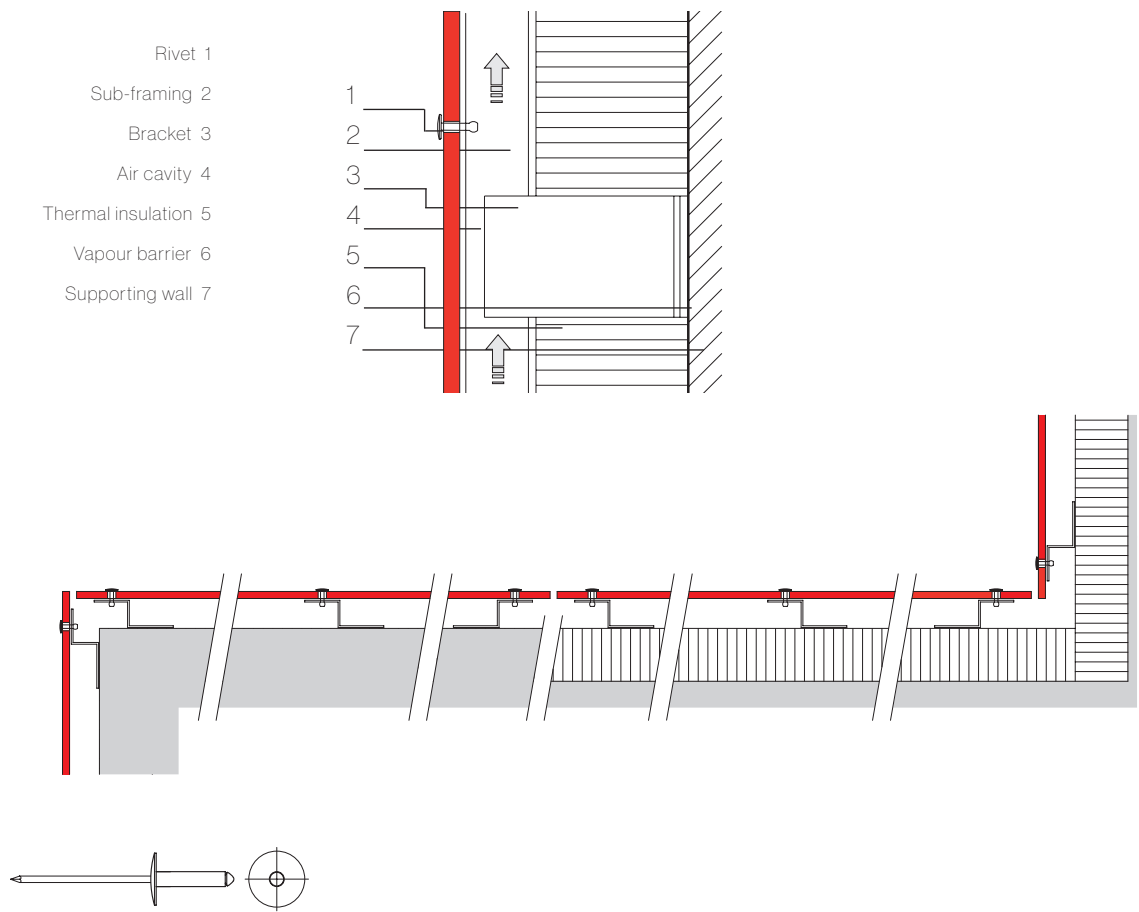 Rivet 1
Sub-framing 2
Bracket 3
Air cavity 4
Thermal insulation 5
Vapour barrier 6
Supporting wall 7
1
2
3
4
5
6
7